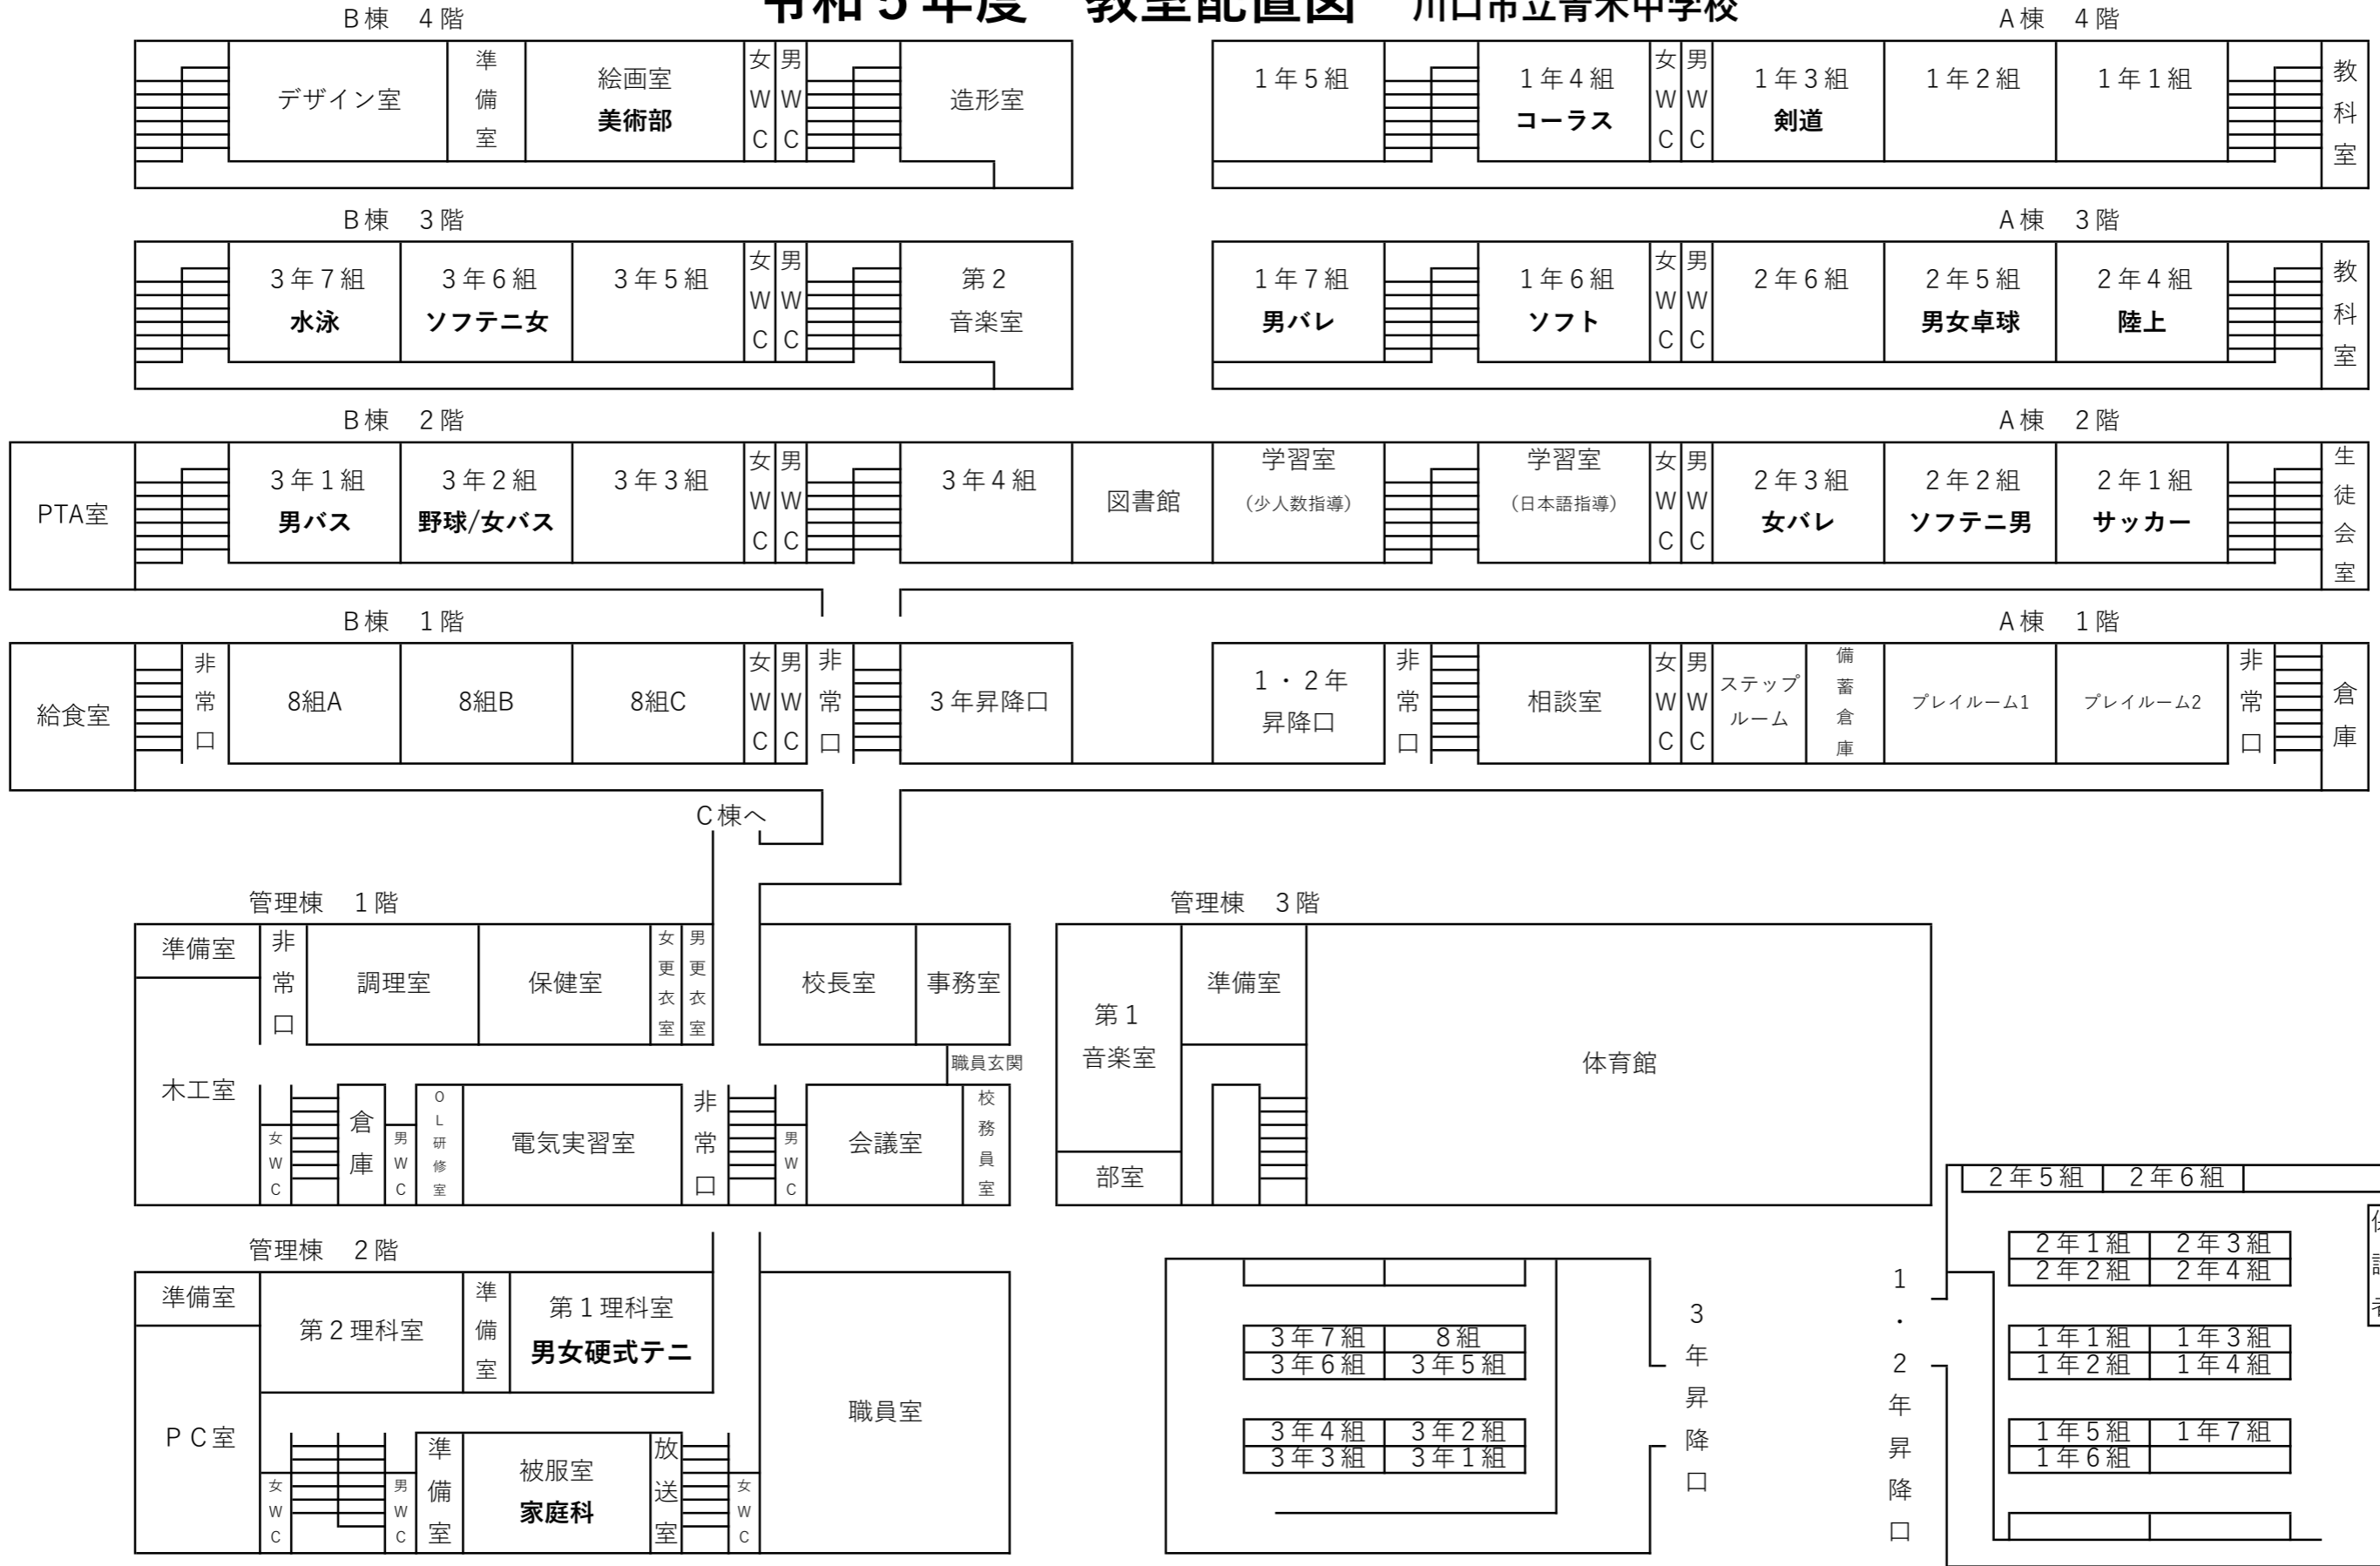 令和５年度　教室配置図　川口市立青木中学校
Ｂ棟　４階
Ａ棟　４階
デザイン室
準備室
絵画室
美術部
女ＷＣ
男ＷＣ
造形室
１年５組
１年４組
コーラス
女ＷＣ
男ＷＣ
１年３組
剣道
１年２組
１年１組
教科室
Ｂ棟　３階
Ａ棟　３階
３年７組
水泳
３年６組
ソフテニ女
３年５組
女ＷＣ
男ＷＣ
第２
音楽室
１年７組
男バレ
１年６組
ソフト
女ＷＣ
男ＷＣ
２年６組
２年５組
男女卓球
２年４組
陸上
教科室
Ｂ棟　２階
Ａ棟　２階
PTA室
３年１組
男バス
３年２組
野球/女バス
３年３組
女ＷＣ
男ＷＣ
３年４組
図書館
学習室
（少人数指導）
学習室
（日本語指導）
女ＷＣ
男ＷＣ
２年３組
女バレ
２年２組
ソフテニ男
２年１組
サッカー
生徒会室
Ｂ棟　１階
Ａ棟　１階
給食室
非常口
8組A
8組B
8組C
女ＷＣ
男ＷＣ
非常口
３年昇降口
１・２年
昇降口
非常口
相談室
女ＷＣ
男ＷＣ
ステップ
ルーム
備蓄倉庫
プレイルーム1
プレイルーム2
非常口
倉庫
Ｃ棟へ
管理棟　１階
準備室
非常口
調理室
保健室
女更衣室
男更衣室
校長室
事務室
職員玄関
木工室
女ＷＣ
倉庫
男ＷＣ
ＯＬ研修室
電気実習室
非常口
男ＷＣ
会議室
校務員室
管理棟　３階
第１
音楽室
準備室
体育館
部室
管理棟　２階
準備室
第２理科室
準備室
第１理科室
男女硬式テニ
職員室
ＰＣ室
女ＷＣ
男ＷＣ
準備室
被服室
家庭科
放送室
女ＷＣ
３年７組
８組
３年６組
３年５組
３年４組
３年２組
３年３組
３年１組
３年昇降口
１・２年昇降口
２年５組
２年６組
２年１組
２年３組
２年２組
２年４組
１年１組
１年３組
１年２組
１年４組
１年５組
１年７組
１年６組